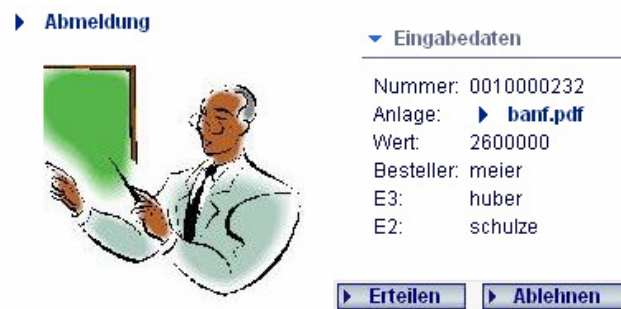 Abmeldung
Eingabedaten
Nummer: 0010000232
Anlage: banf.pdf
Wert: 2600000
Besteller: meier
E3: huber
E2: schulze
Erteilen Ablehnen